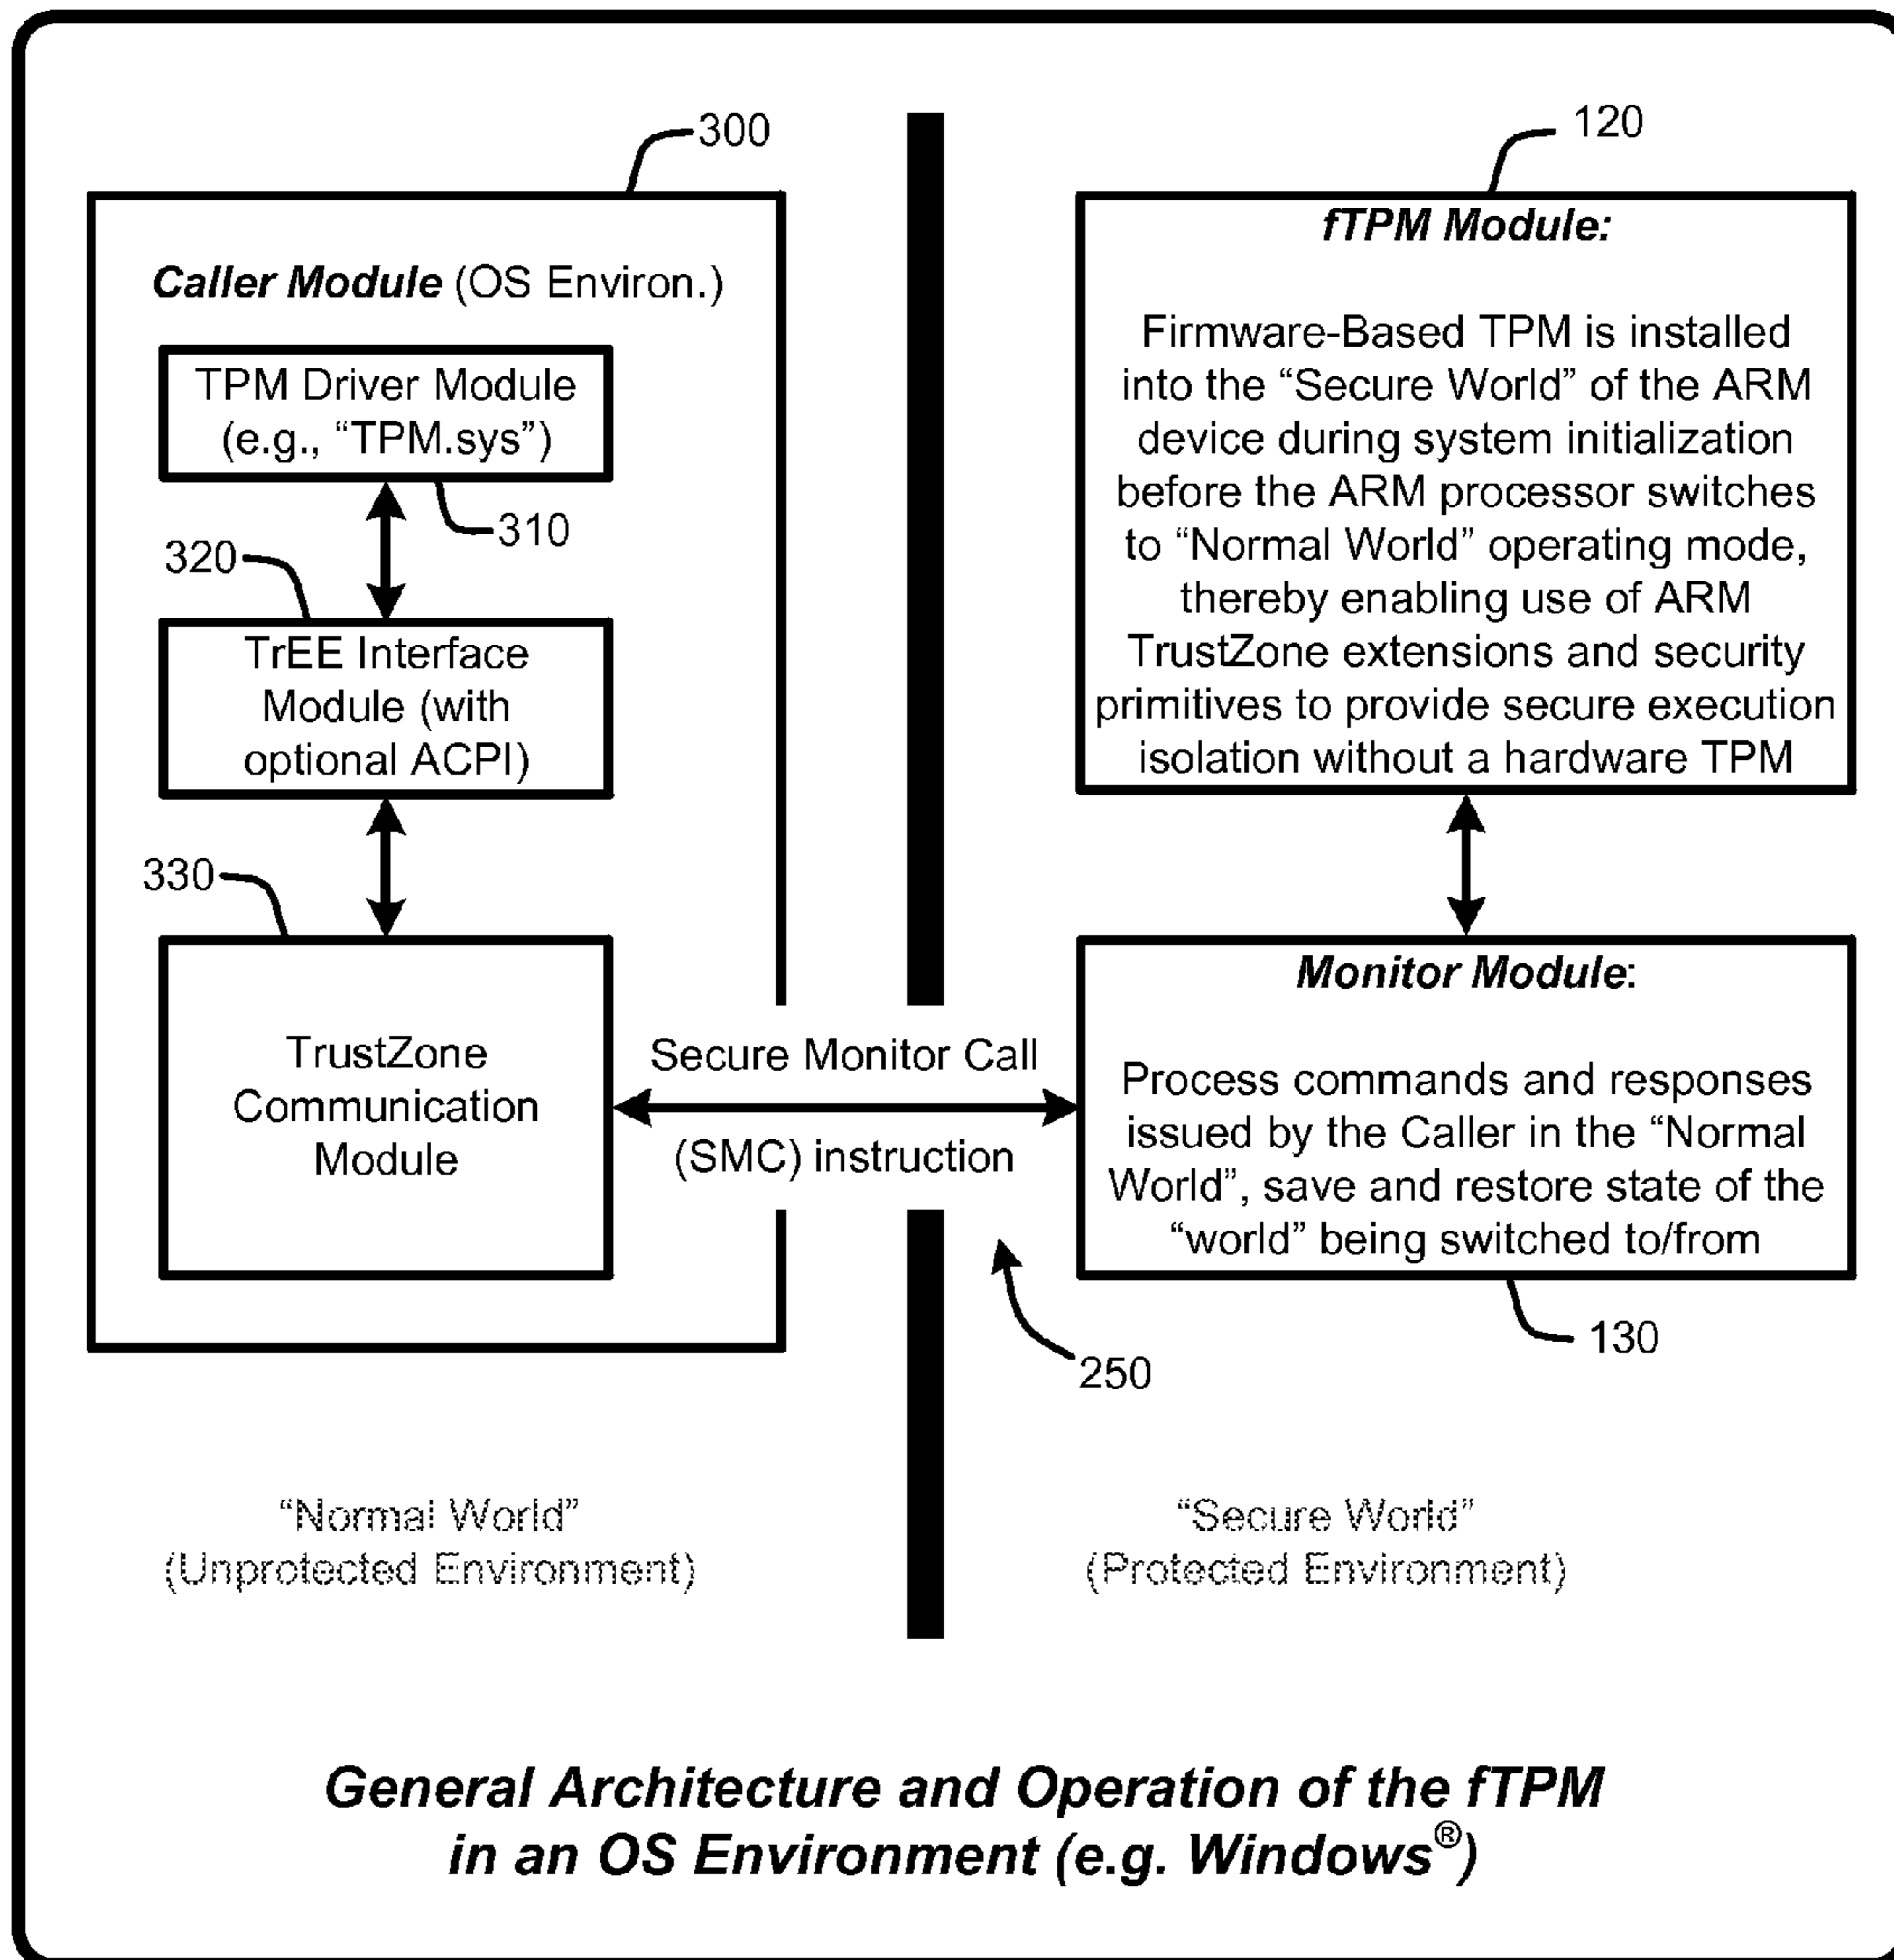 300
Caller Module (OS Environ.)
TPM Driver Module
(e.g., “TPM.sys”)
310
320
TrEE Interface
Module (with
optional ACPI)
330
TrustZone
Communication
Module
Secure Monitor Call
(SMC) instruction
250
120
fTPM Module:
Firmware-Based TPM is installed
into the “Secure World” of the ARM
device during system initialization
before the ARM processor switches
to “Normal World” operating mode,
thereby enabling use of ARM
TrustZone extensions and security
primitives to provide secure execution
isolation without a hardware TPM
Monitor Module:
Process commands and responses
issued by the Caller in the “Normal
World”, save and restore state of the
“world” being switched to/from
130
“Normal World”
(Unprotected Environment)
“Secure World”
(Protected Environment)
General Architecture and Operation of the fTPM
in an OS Environment (e.g. Windows®)